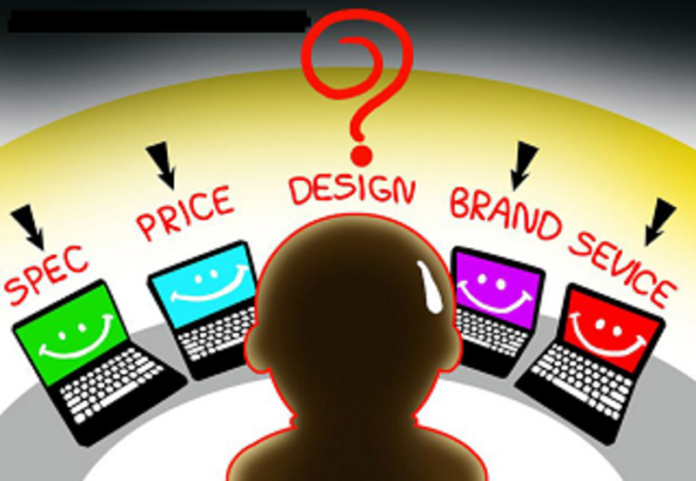 ?
SPEC
PRICE
DESIGN
BRAND
SEVICE